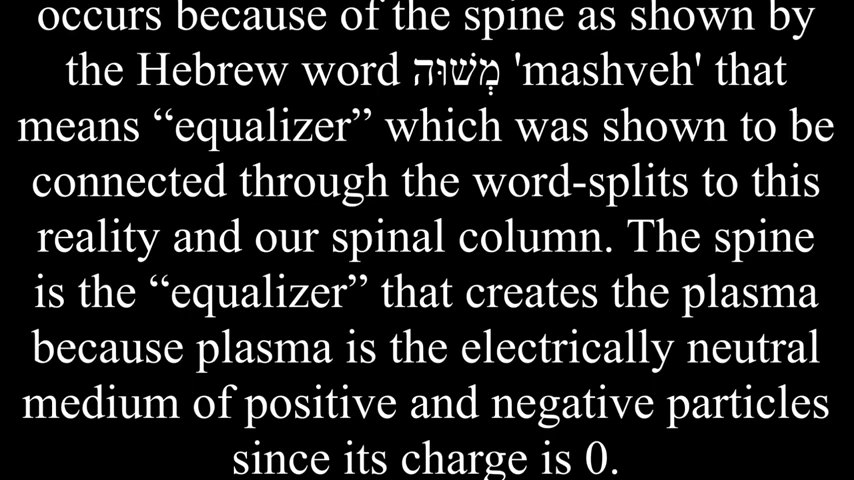 occurs because of the spine as shown by
the Hebrew word מְשׁוּה 'mashveh' that
means “equalizer” which was shown to be
connected through the word-splits to this
reality and our spinal column. The spine
is the “equalizer” that creates the plasma
because plasma is the electrically neutral
medium of positive and negative particles
since its charge is 0.